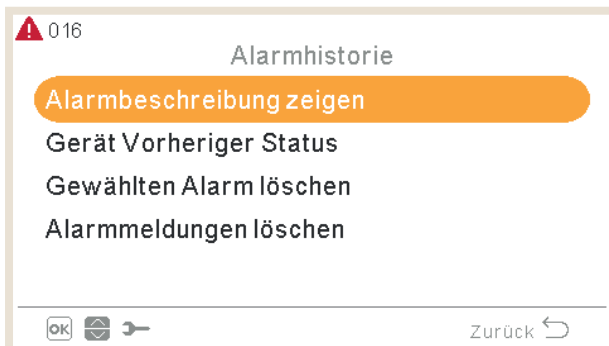 016
Alarmhistorie
Alarmbeschreibung zeigen
Gerät Vorheriger Status
Gewählten Alarm löschen
Alarmmeldungen löschen
OK Zurück